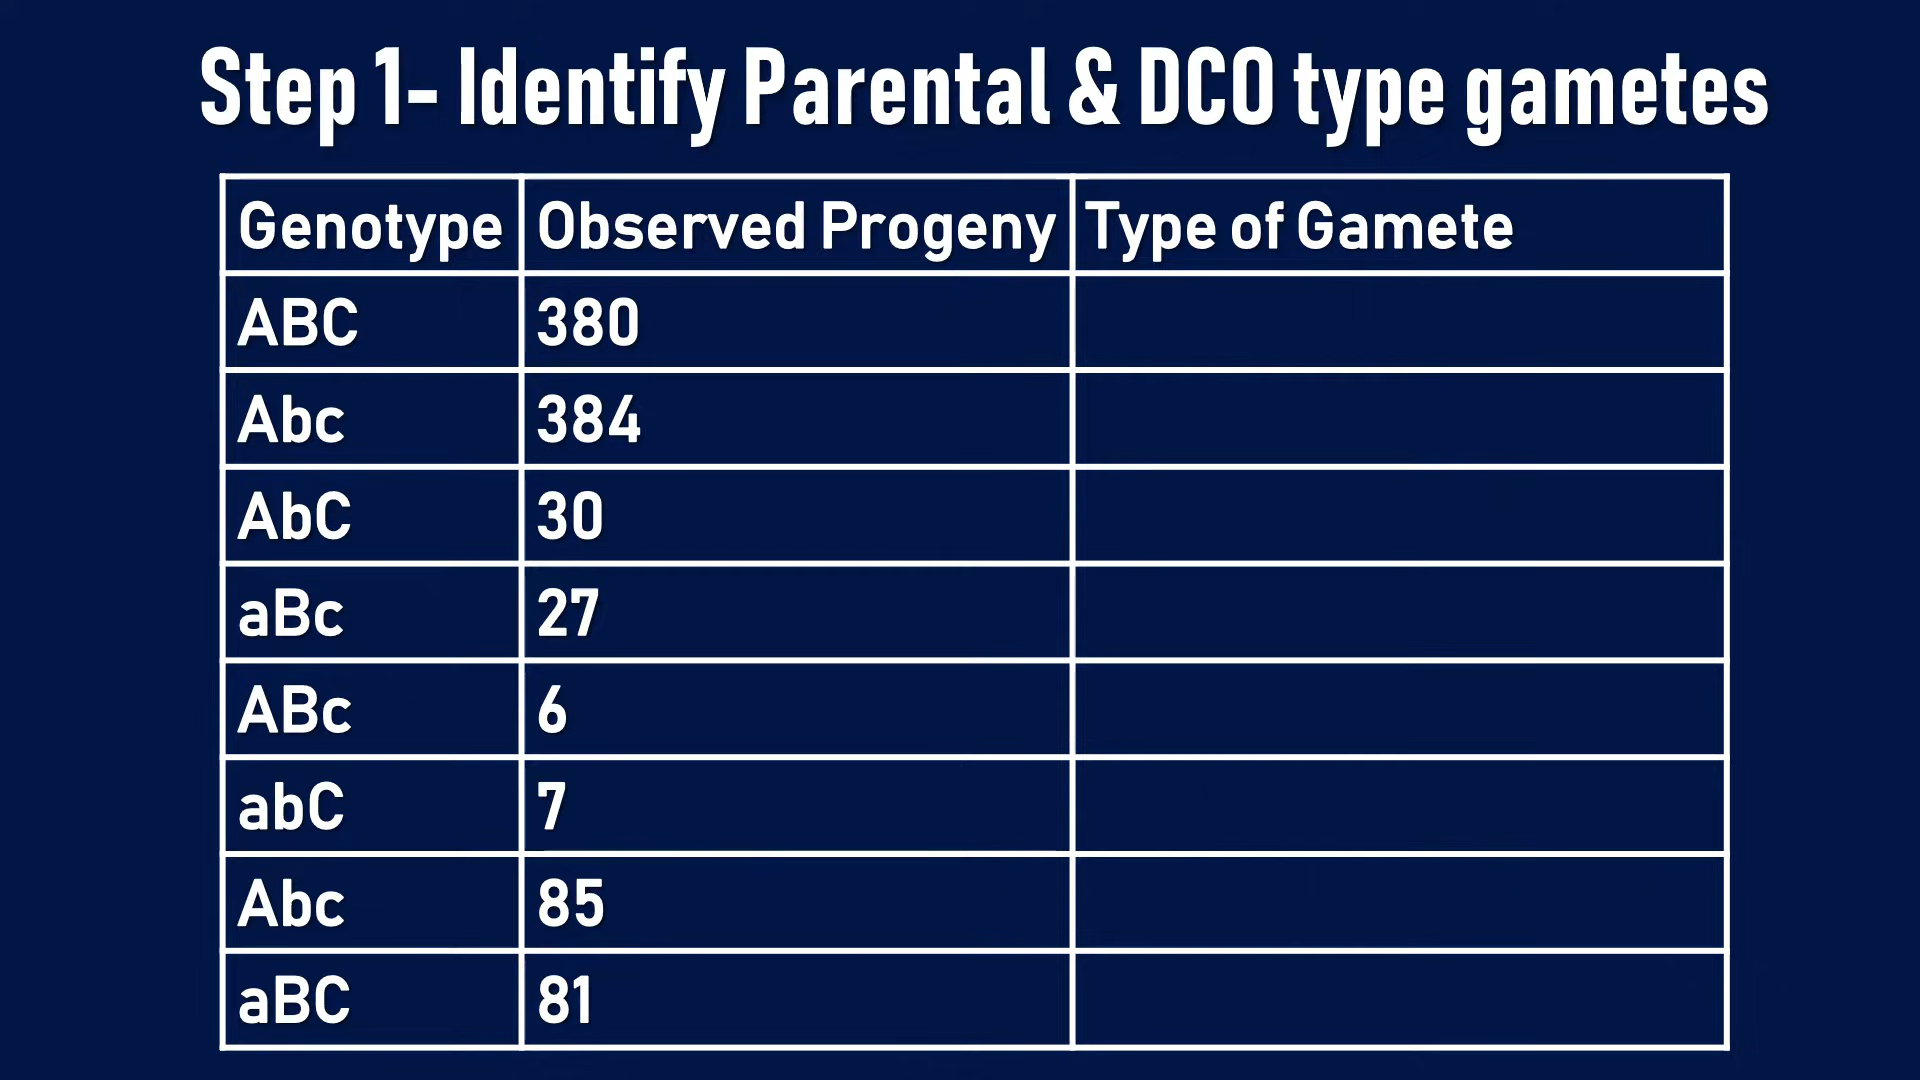 Step 1- Identify Parental & DCO type gametes
Genotype Observed Progeny Type of Gamete
ABC 380
Abc 384
AbC 30
aBc 27
ABc 6
abC 7
Abc 85
aBC 81